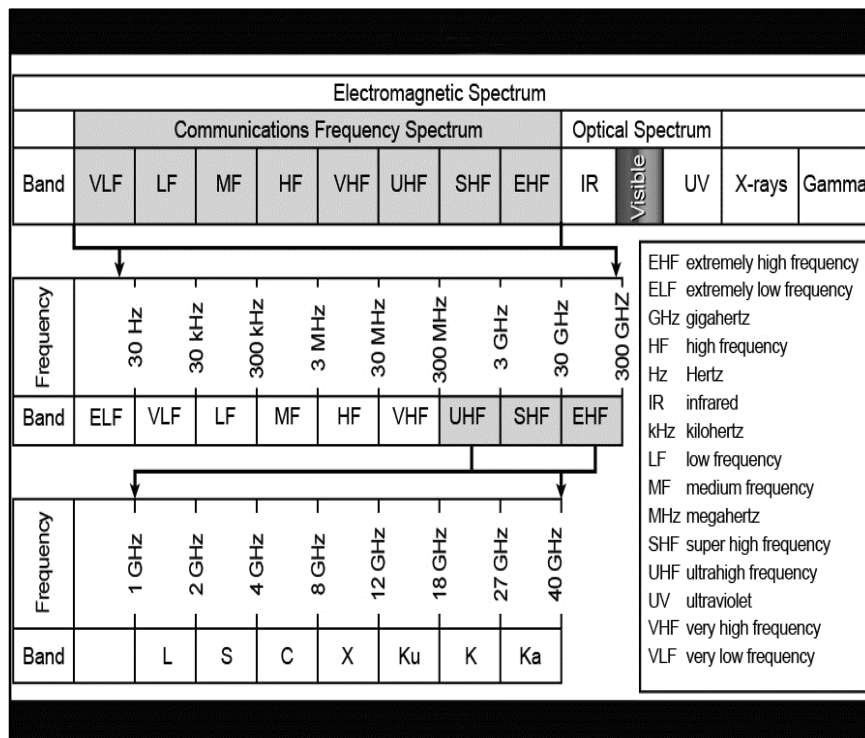 Electromagnetic Spectrum
Communications Frequency Spectrum Optical Spectrum
Band VLF LF MF HF VHF UHF SHF EHF IR Visible UV X-rays Gamma
Frequency 30 Hz 30 kHz 300 kHz 3 MHz 30 MHz 300 MHz 3 GHz 30 GHz 300 GHZ
Band ELF VLF LF MF HF VHF UHF SHF EHF
Frequency 1 GHz 2 GHz 4 GHz 8 GHz 12 GHz 18 GHz 27 GHz 40 GHz
Band L S C X Ku K Ka
EHF extremely high frequency
ELF extremely low frequency
GHz gigahertz
HF high frequency
Hz Hertz
IR infrared
kHz kilohertz
LF low frequency
MF medium frequency
MHz megahertz
SHF super high frequency
UHF ultrahigh frequency
UV ultraviolet
VHF very high frequency
VLF very low frequency